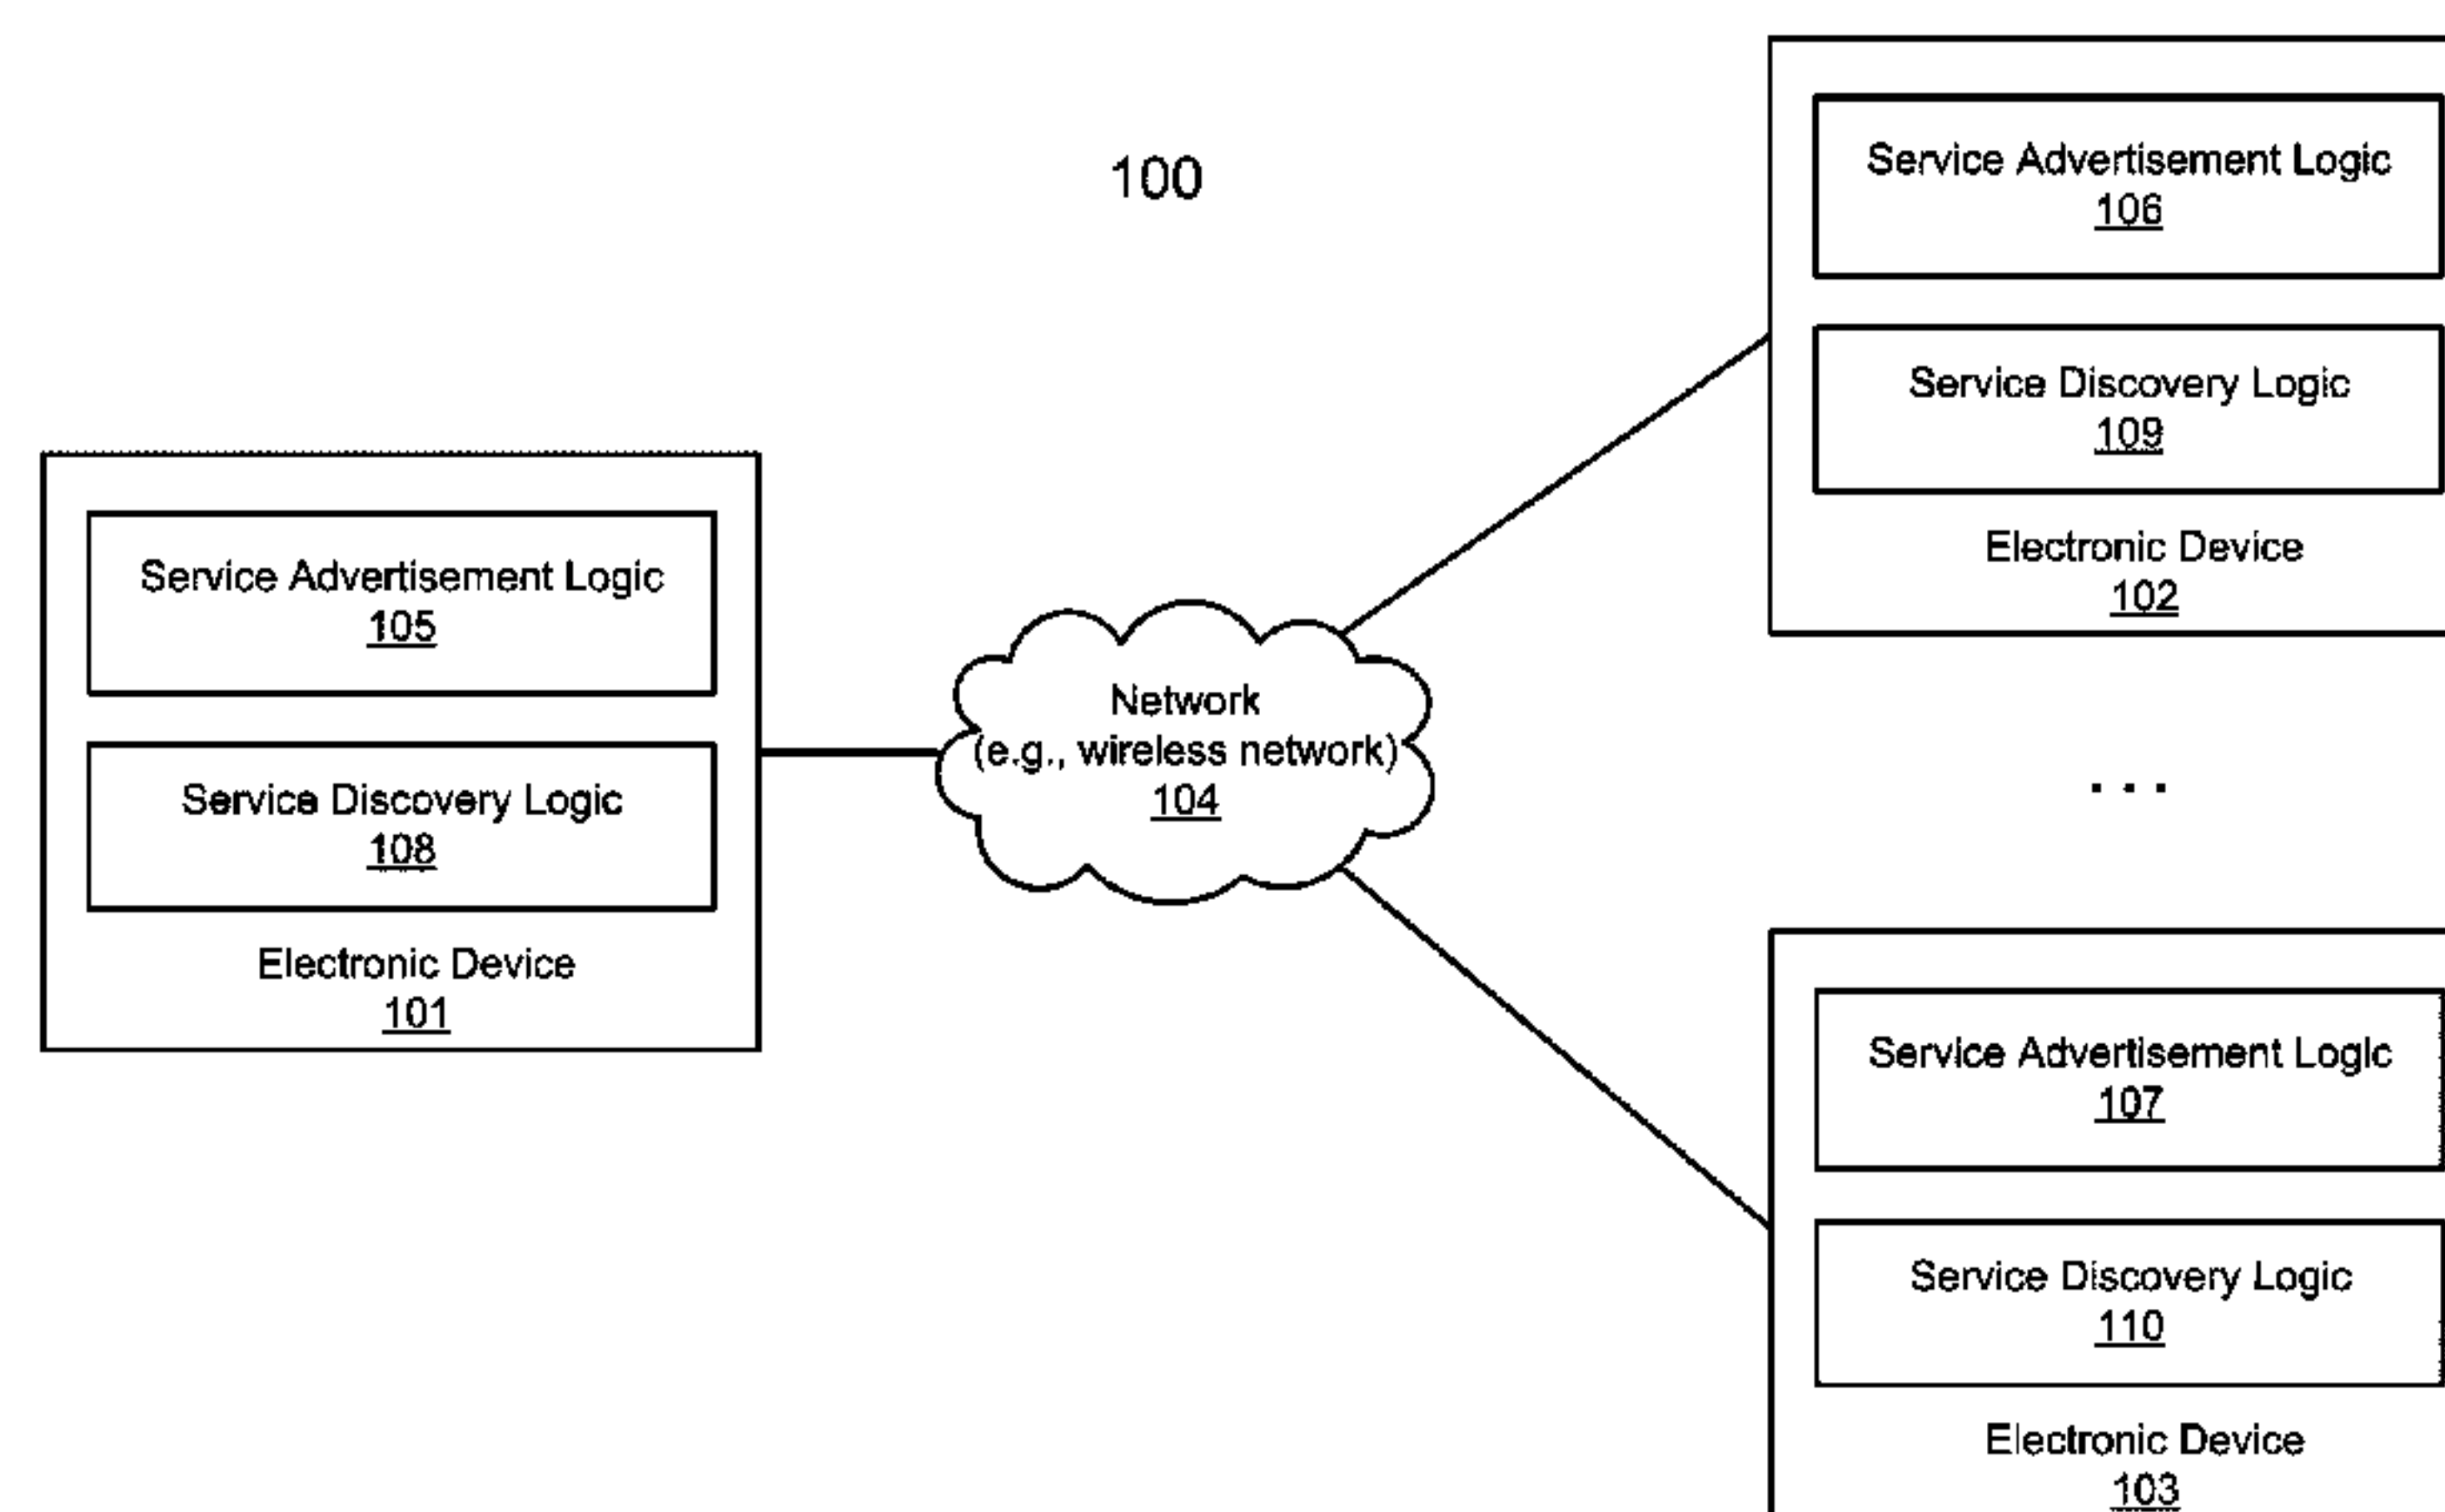 100
Service Advertisement Logic
106
Service Discovery Logic
109
Electronic Device
102
Service Advertisement Logic
105
Service Discovery Logic
108
Electronic Device
101
Network
(e.g., wireless network)
104
. . .
Service Advertisement Logic
107
Service Discovery Logic
110
Electronic Device
103